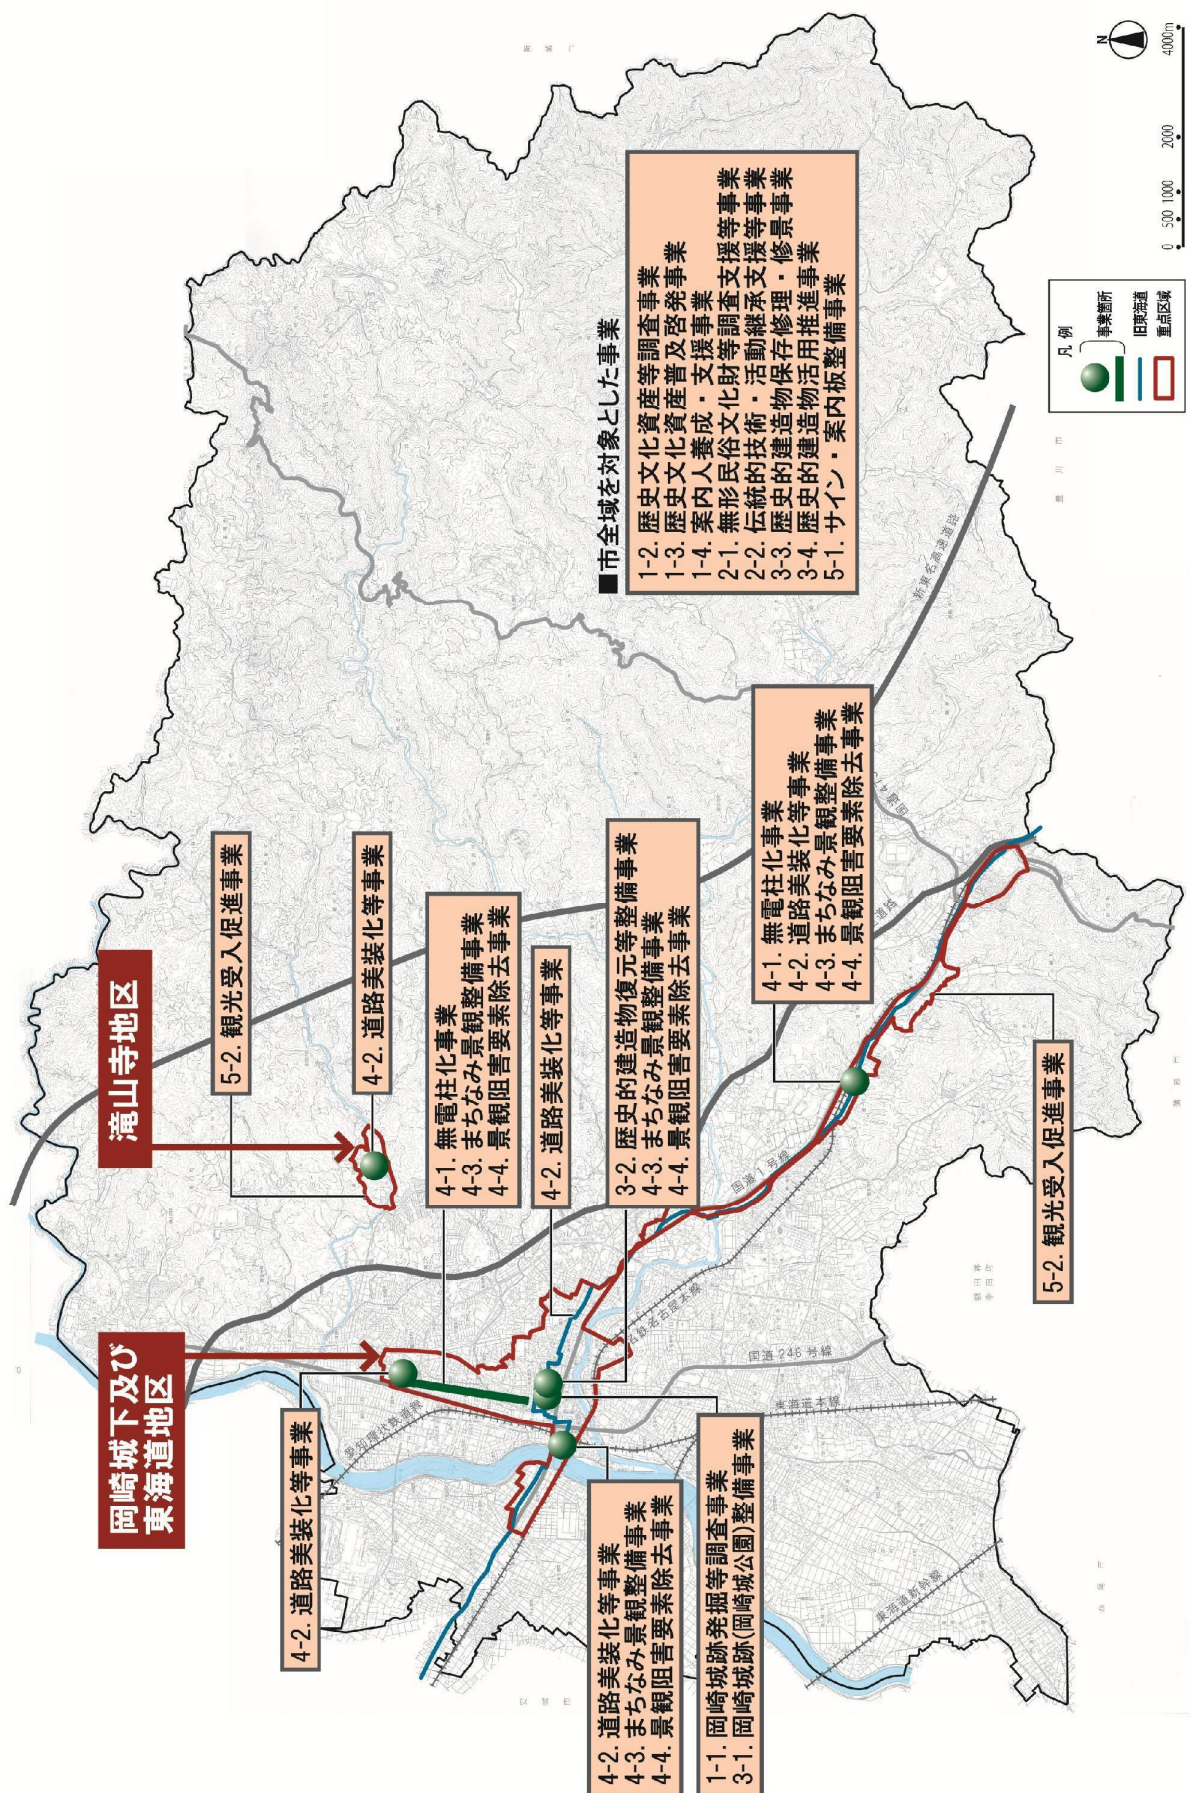 岡崎城下及び
東海道地区
滝山寺地区
4-2. 道路美装化等事業
5-2. 観光受入促進事業
4-2. 道路美装化等事業
4-1. 無電柱化事業
4-3. まちなみ景観整備事業
4-4. 景観阻害要素除去事業
4-2. 道路美装化等事業
3-2. 歴史的建造物復元等整備事業
4-3. まちなみ景観整備事業
4-4. 景観阻害要素除去事業
4-1. 無電柱化事業
4-2. 道路美装化等事業
4-3. まちなみ景観整備事業
4-4. 景観阻害要素除去事業
■市全域を対象とした事業
1-2. 歴史文化資産等調査事業
1-3. 歴史文化資産普及啓発事業
1-4. 案内人養成・支援事業
2-1. 無形民俗文化財等調査支援等事業
2-2. 伝統的技術・活動継承支援等事業
3-3. 歴史的建造物保存修理・修景事業
3-4. 歴史的建造物活用推進事業
5-1. サイン・案内板整備事業
4-2. 道路美装化等事業
4-3. まちなみ景観整備事業
4-4. 景観阻害要素除去事業
1-1. 岡崎城跡発掘等調査事業
3-1. 岡崎城跡(岡崎城公園)整備事業
5-2. 観光受入促進事業
愛知環状鉄道線
名鉄名古屋本線
国道1号線
国道248号線
東海道本線
東海道新幹線
新東名高速道路
国道473
豊川市
安城市
凡例
事業箇所
旧東海道
重点区域
N
0 500 1000 2000 4000m